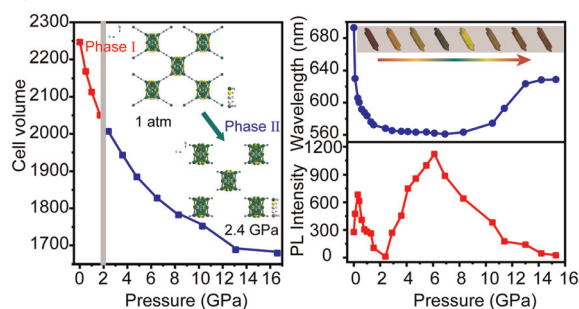 2300
2200
2100
2000
1900
1800
1700
Cell volume
Phase I
1 atm
Phase II
2.4 GPa
0 2 4 6 8 10 12 14 16
Pressure (GPa)
680
640
600
560
Wavelength (nm)
1200
900
600
300
0
PL Intensity
0 2 4 6 8 10 12 14 16
Pressure (GPa)